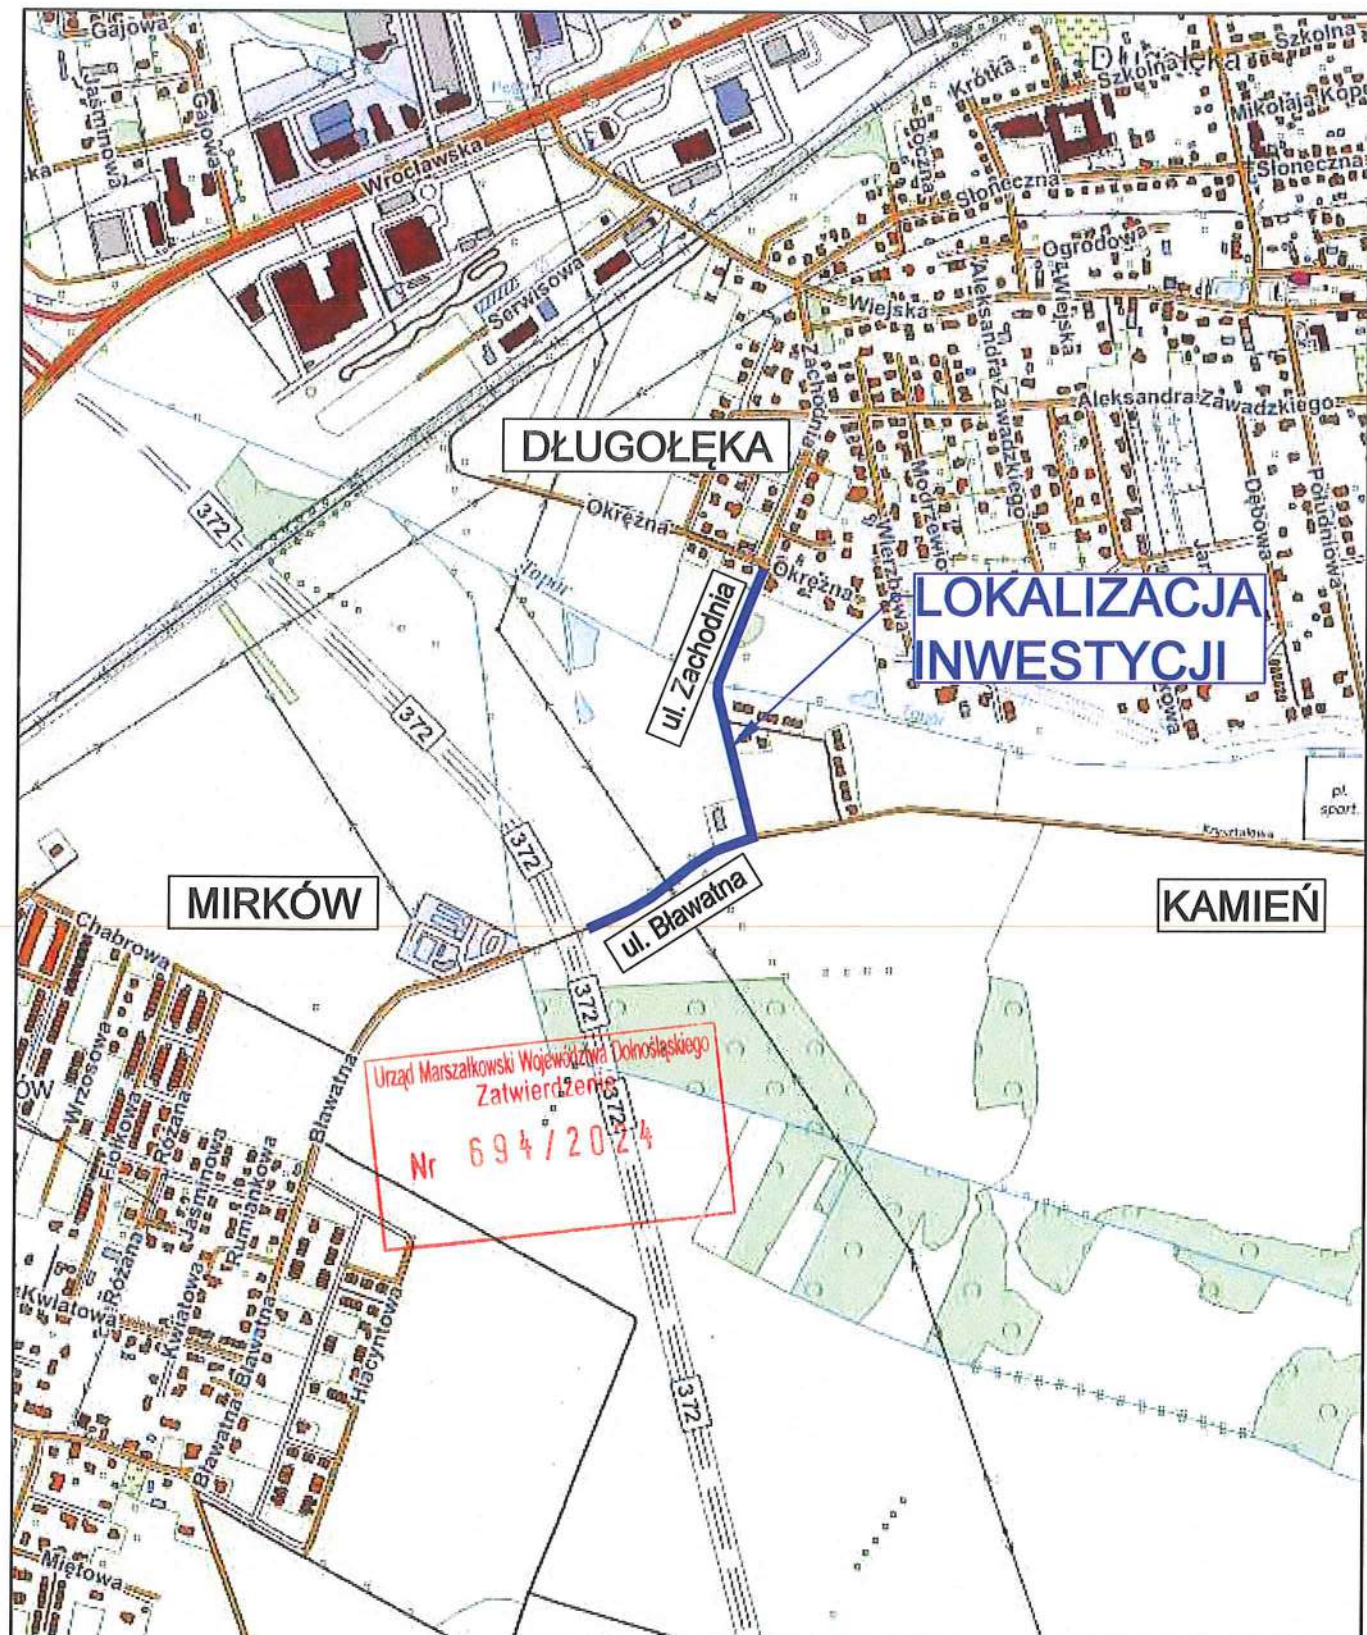 Gajowa
Jaśminowa
Gajowa
Wrocławska
Serwisowa
Krótka
Szkolna
Szkolna
Boczna
Słoneczna
Słoneczna
Ogrodowa
Wiejska
Wiejska
Aleksandra Zawadzkiego
Aleksandra Zawadzkiego
Zachodnia
DŁUGOŁĘKA
372
Okrężna
Okrężna
Wierzbowa
Dębowa
Południowa
Topór
Topór
ul. Zachodnia
LOKALIZACJA
INWESTYCJI
372
pl.
sport.
Kryształowa
372
MIRKÓW
KAMIEŃ
ul. Bławatna
Chabrowa
372
Wrzosowa
Fiołkowa
Różana
Jaśminowa
Rumiankowa
Bławatna
Urząd Marszałkowski Województwa Dolnośląskiego
Zatwierdzenie
372
Nr 694/2024
Kwiatowa
Różana
Kwiatowa
Bławatna
Hiacyntowa
372
Bławatna
Miętowa